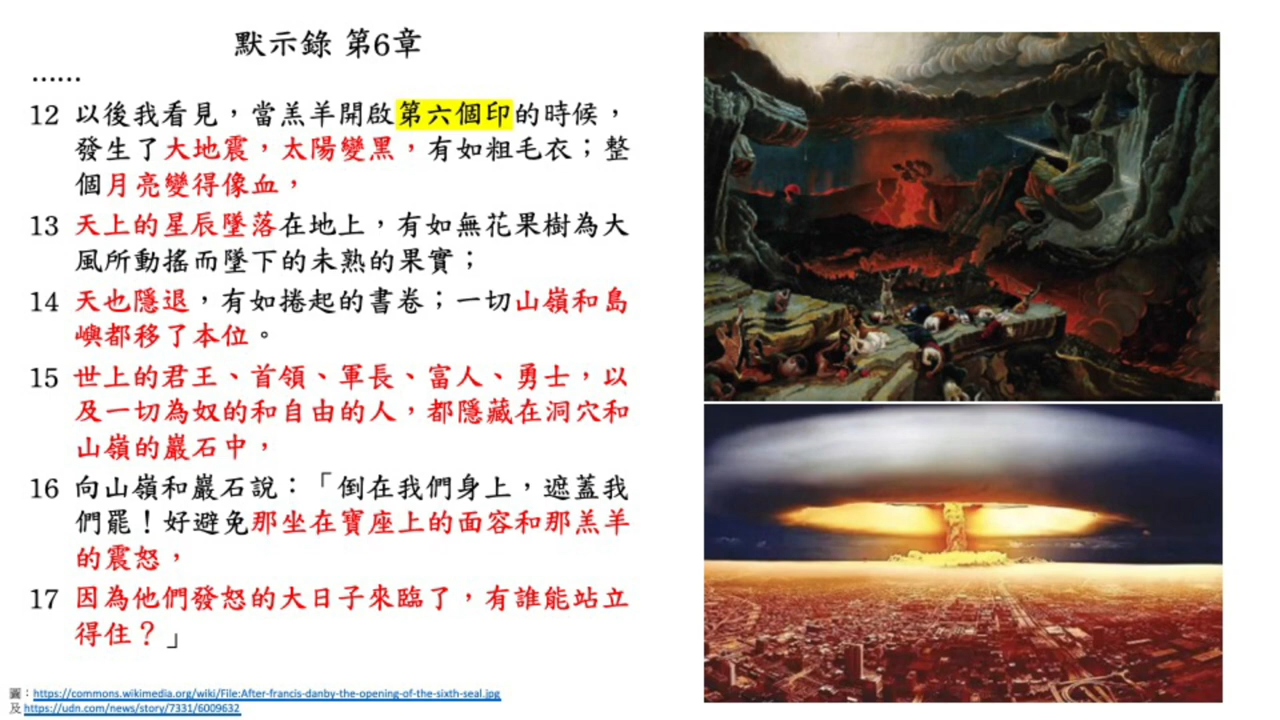 默示錄 第6章
……
12 以後我看見，當羔羊開啟第六個印的時候，
發生了大地震，太陽變黑，有如粗毛衣；整
個月亮變得像血，
13 天上的星辰墜落在地上，有如無花果樹為大
風所動搖而墜下的未熟的果實；
14 天也隱退，有如捲起的書卷；一切山嶺和島
嶼都移了本位。
15 世上的君王、首領、軍長、富人、勇士，以
及一切為奴的和自由的人，都隱藏在洞穴和
山嶺的巖石中，
16 向山嶺和巖石說：「倒在我們身上，遮蓋我
們罷！好避免那坐在寶座上的面容和那羔羊
的震怒，
17 因為他們發怒的大日子來臨了，有誰能站立
得住？」
圖：https://commons.wikimedia.org/wiki/File:After-francis-danby-the-opening-of-the-sixth-seal.jpg
及 https://udn.com/news/story/7331/6009632